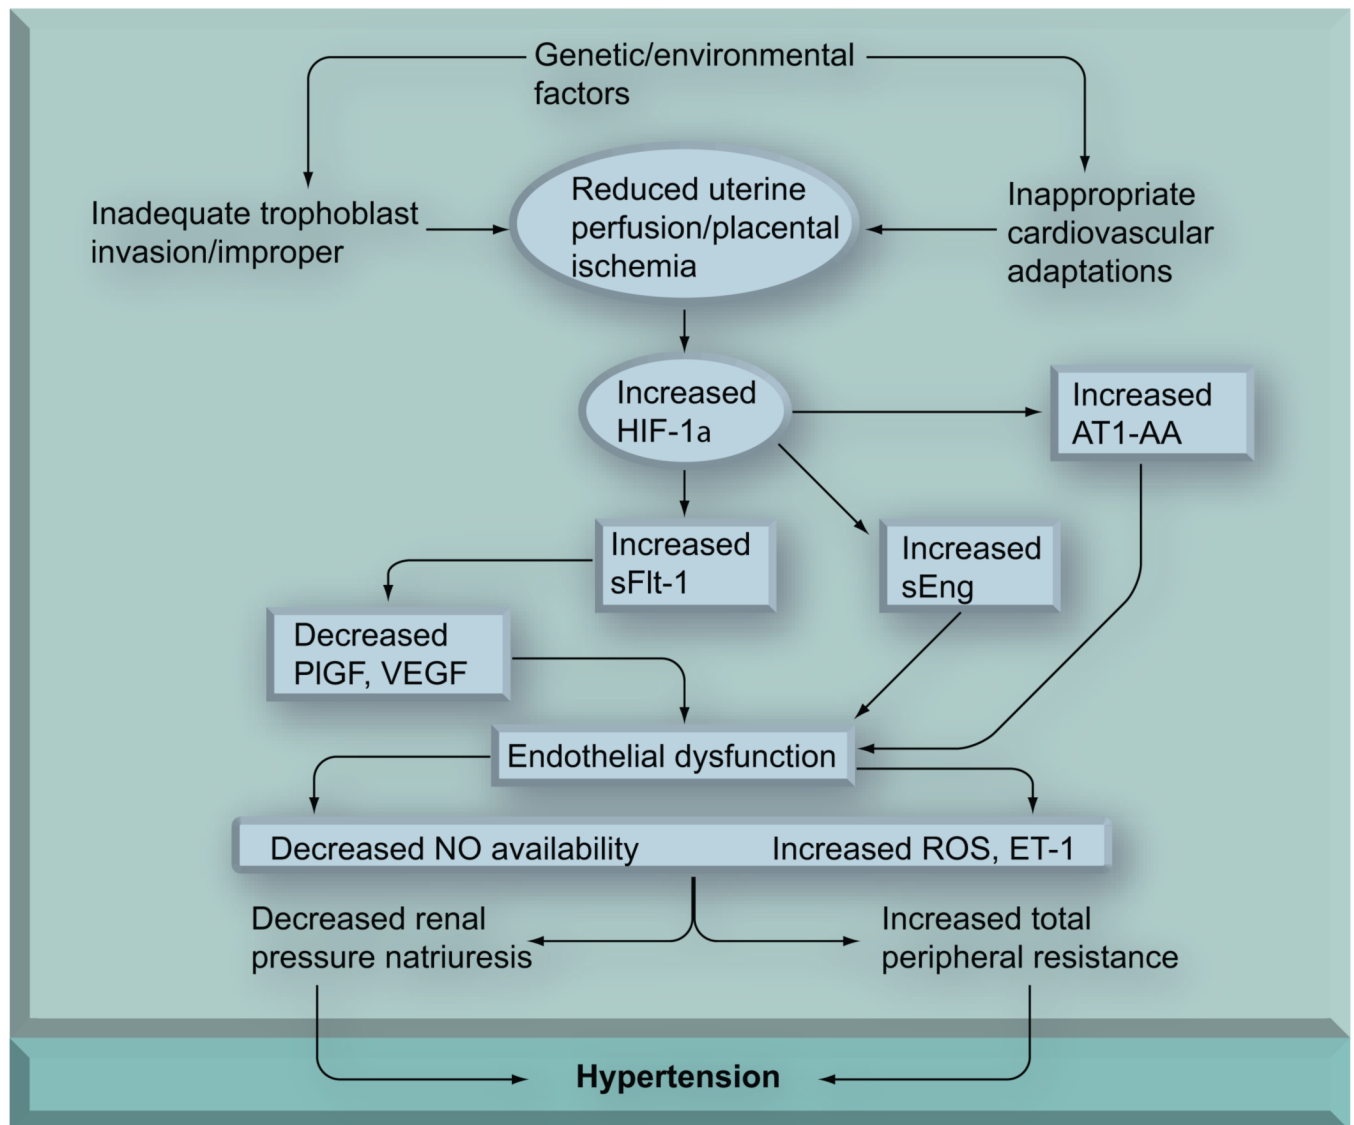 Genetic/environmental
factors
Inadequate trophoblast
invasion/improper
Reduced uterine
perfusion/placental
ischemia
Inappropriate
cardiovascular
adaptations
Increased
HIF-1a
Increased
AT1-AA
Increased
sFlt-1
Increased
sEng
Decreased
PlGF, VEGF
Endothelial dysfunction
Decreased NO availability
Increased ROS, ET-1
Decreased renal
pressure natriuresis
Increased total
peripheral resistance
Hypertension